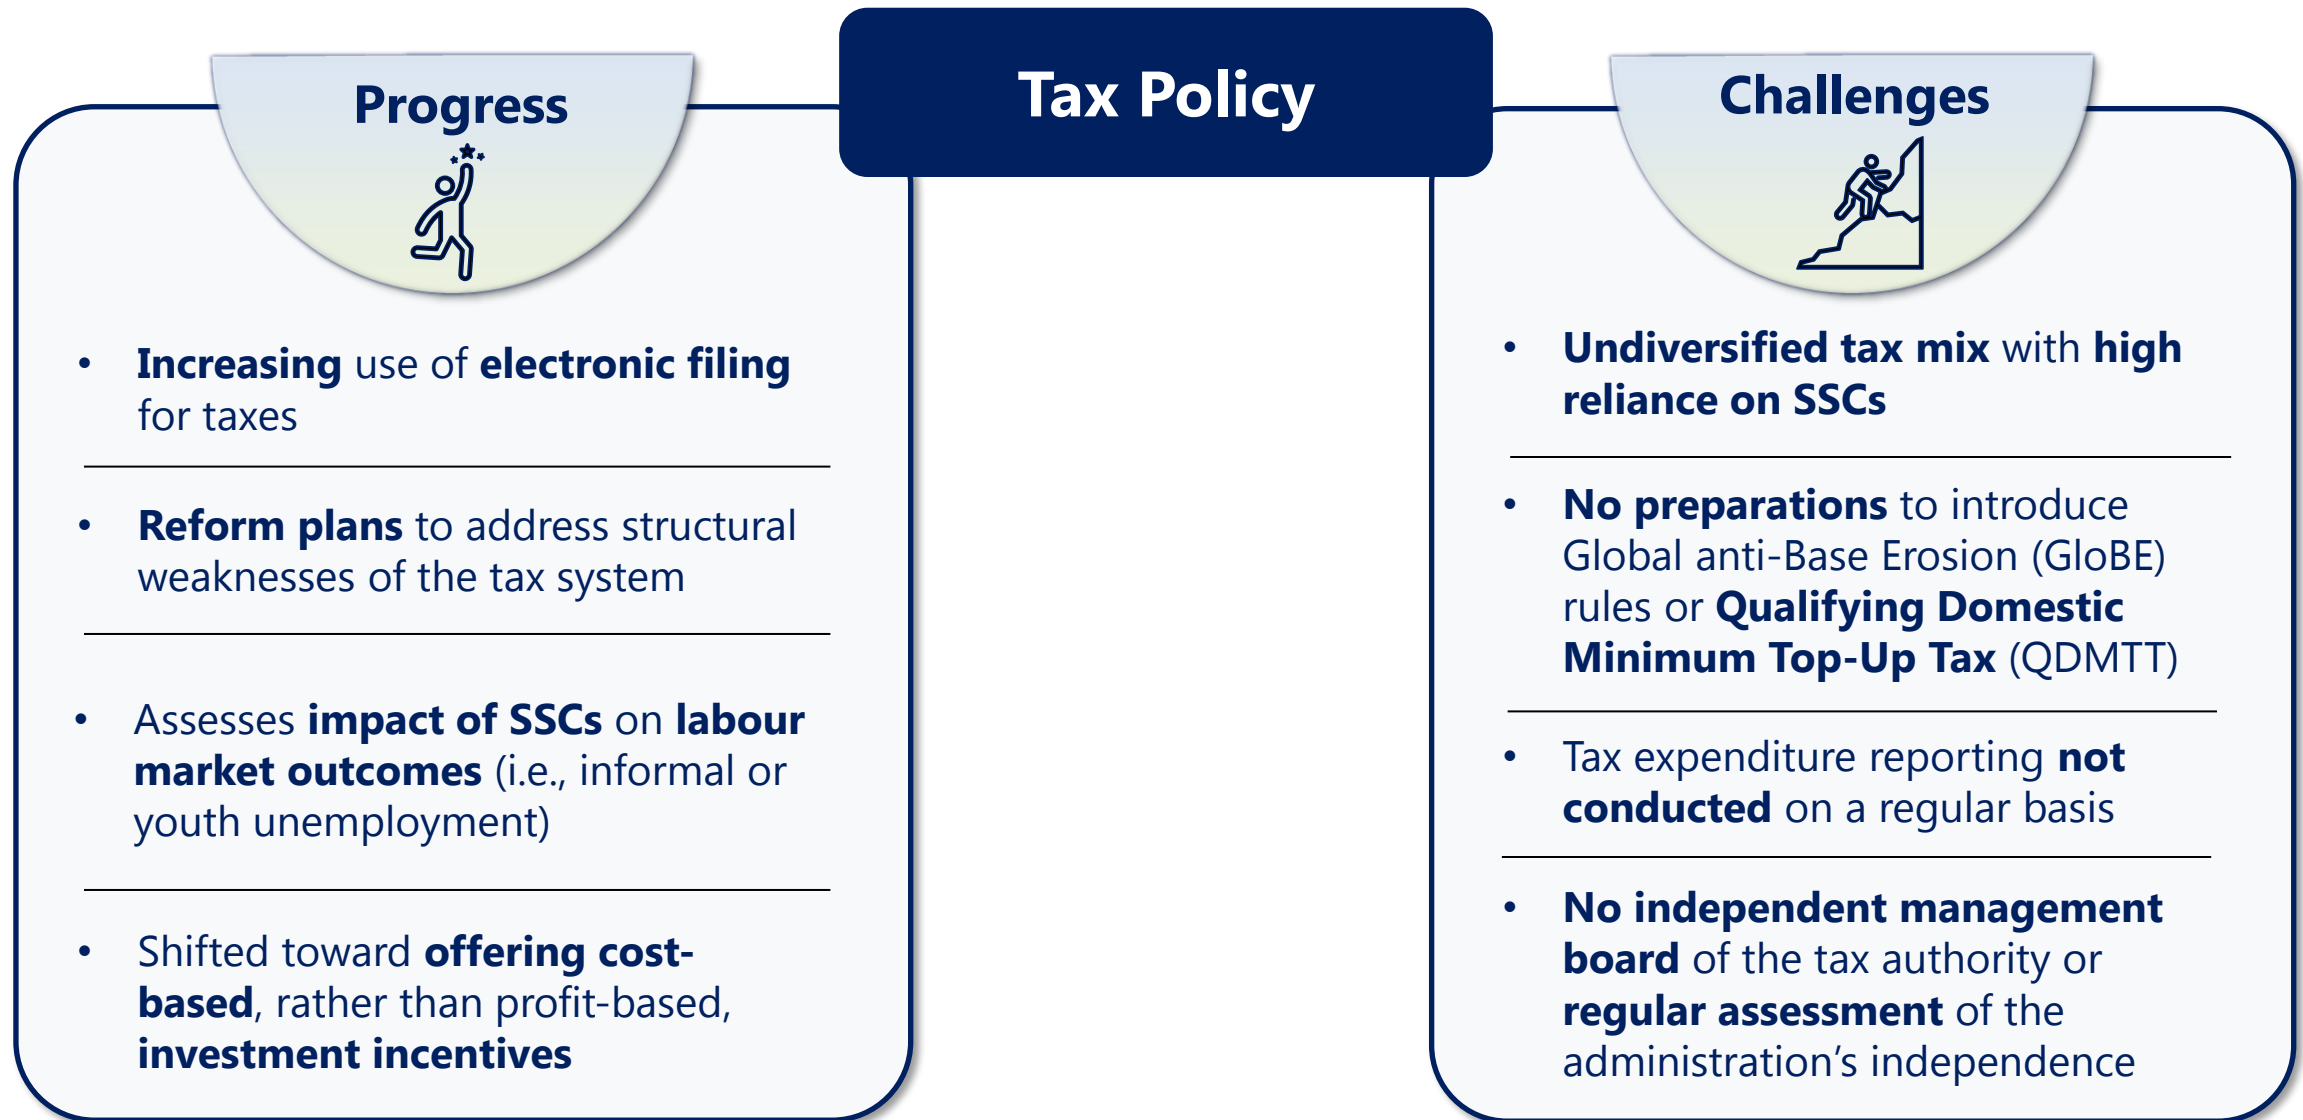 Tax Policy
Progress
• Increasing use of electronic filing
for taxes
• Reform plans to address structural
weaknesses of the tax system
• Assesses impact of SSCs on labour
market outcomes (i.e., informal or
youth unemployment)
• Shifted toward offering cost-
based, rather than profit-based,
investment incentives
Challenges
• Undiversified tax mix with high
reliance on SSCs
• No preparations to introduce
Global anti-Base Erosion (GloBE)
rules or Qualifying Domestic
Minimum Top-Up Tax (QDMTT)
• Tax expenditure reporting not
conducted on a regular basis
• No independent management
board of the tax authority or
regular assessment of the
administration’s independence